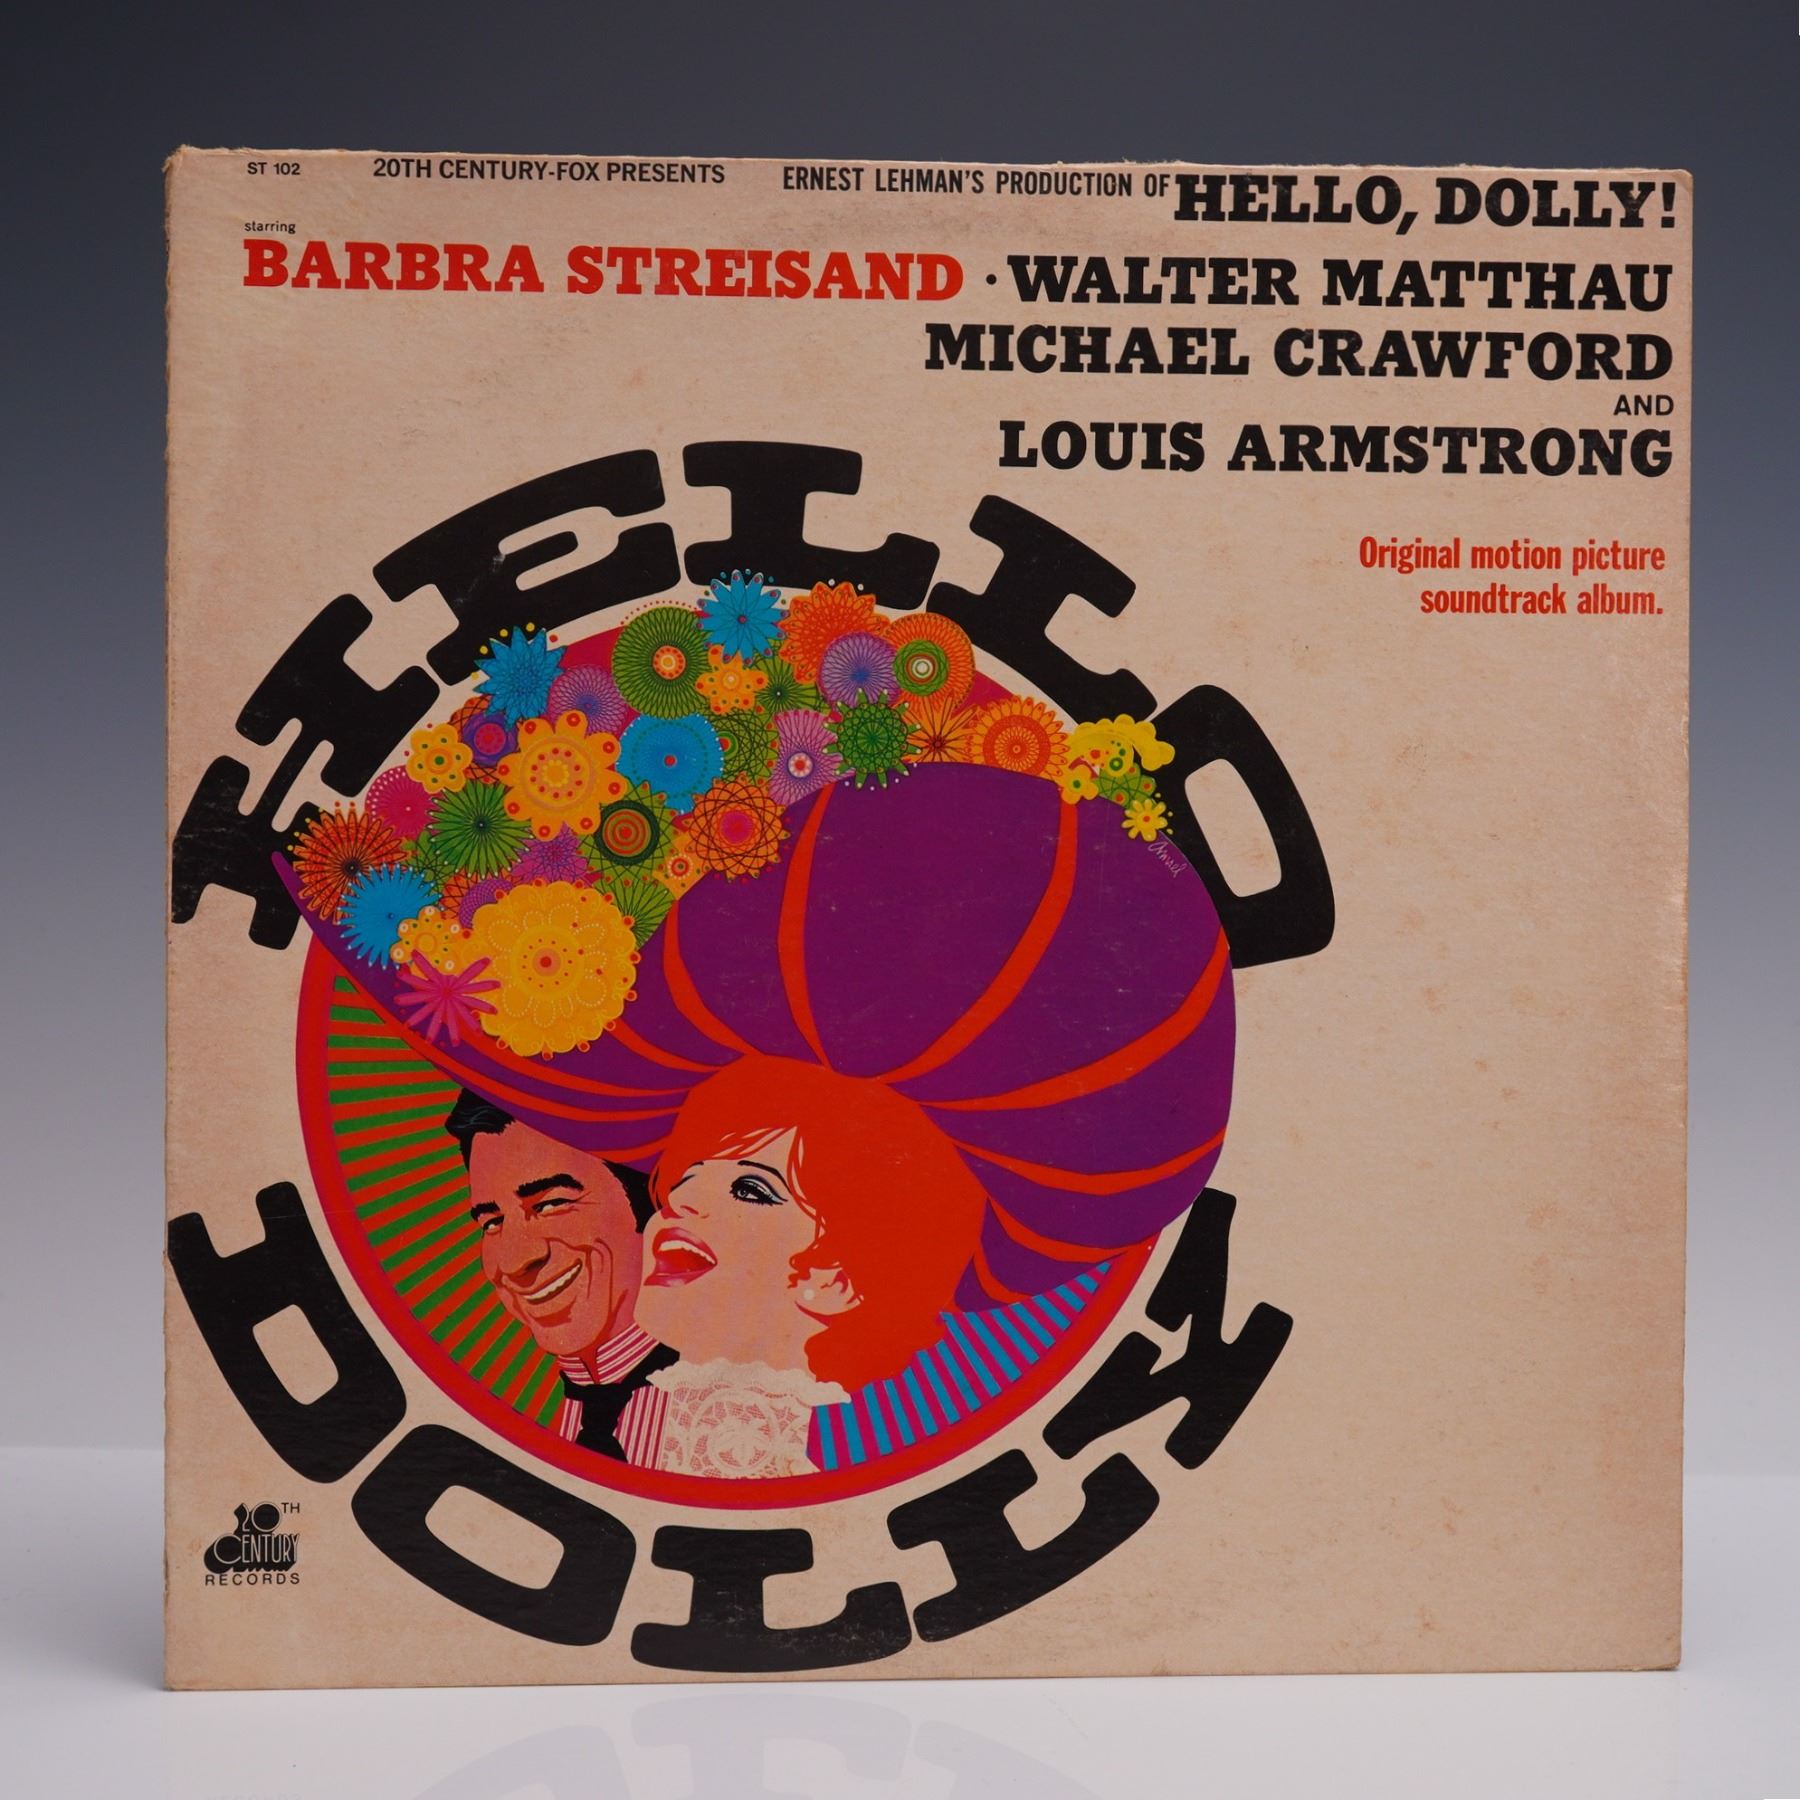 ST 102 20TH CENTURY-FOX PRESENTS ERNEST LEHMAN'S PRODUCTION OF HELLO, DOLLY!
starring
BARBRA STREISAND · WALTER MATTHAU
MICHAEL CRAWFORD
AND
LOUIS ARMSTRONG
Original motion picture
soundtrack album.
HELLO
DOLLY
Amsel
20TH
CENTURY
RECORDS